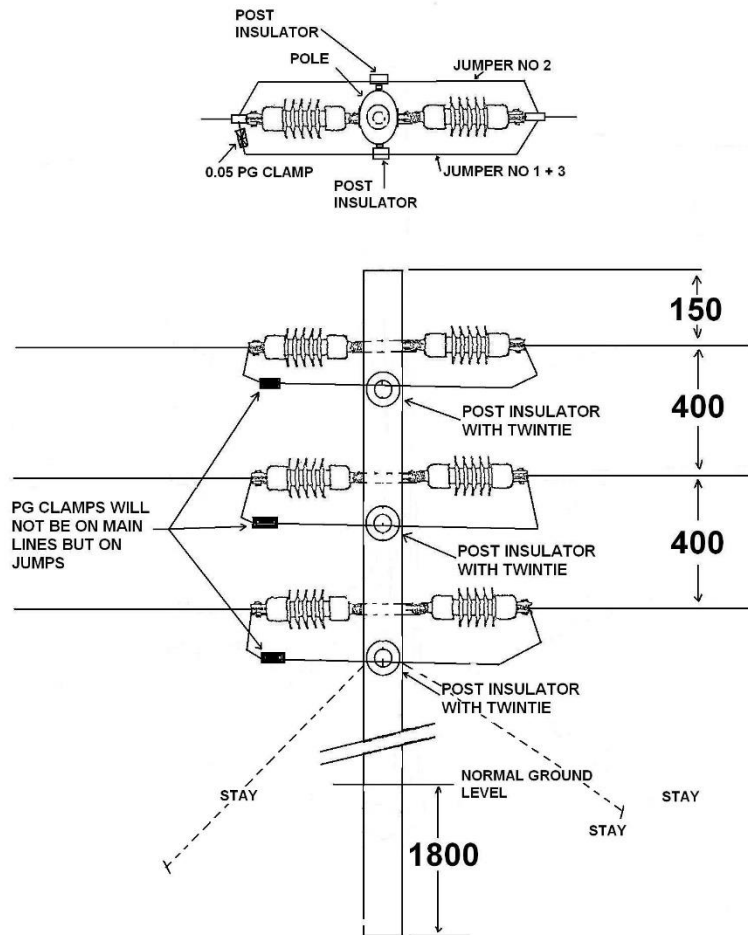 POST
INSULATOR
POLE
JUMPER NO 2
0.05 PG CLAMP
JUMPER NO 1 + 3
POST
INSULATOR
150
POST INSULATOR
WITH TWINTIE
400
PG CLAMPS WILL
NOT BE ON MAIN
LINES BUT ON
JUMPS
POST INSULATOR
WITH TWINTIE
400
POST INSULATOR
WITH TWINTIE
NORMAL GROUND
LEVEL
STAY
STAY
STAY
1800